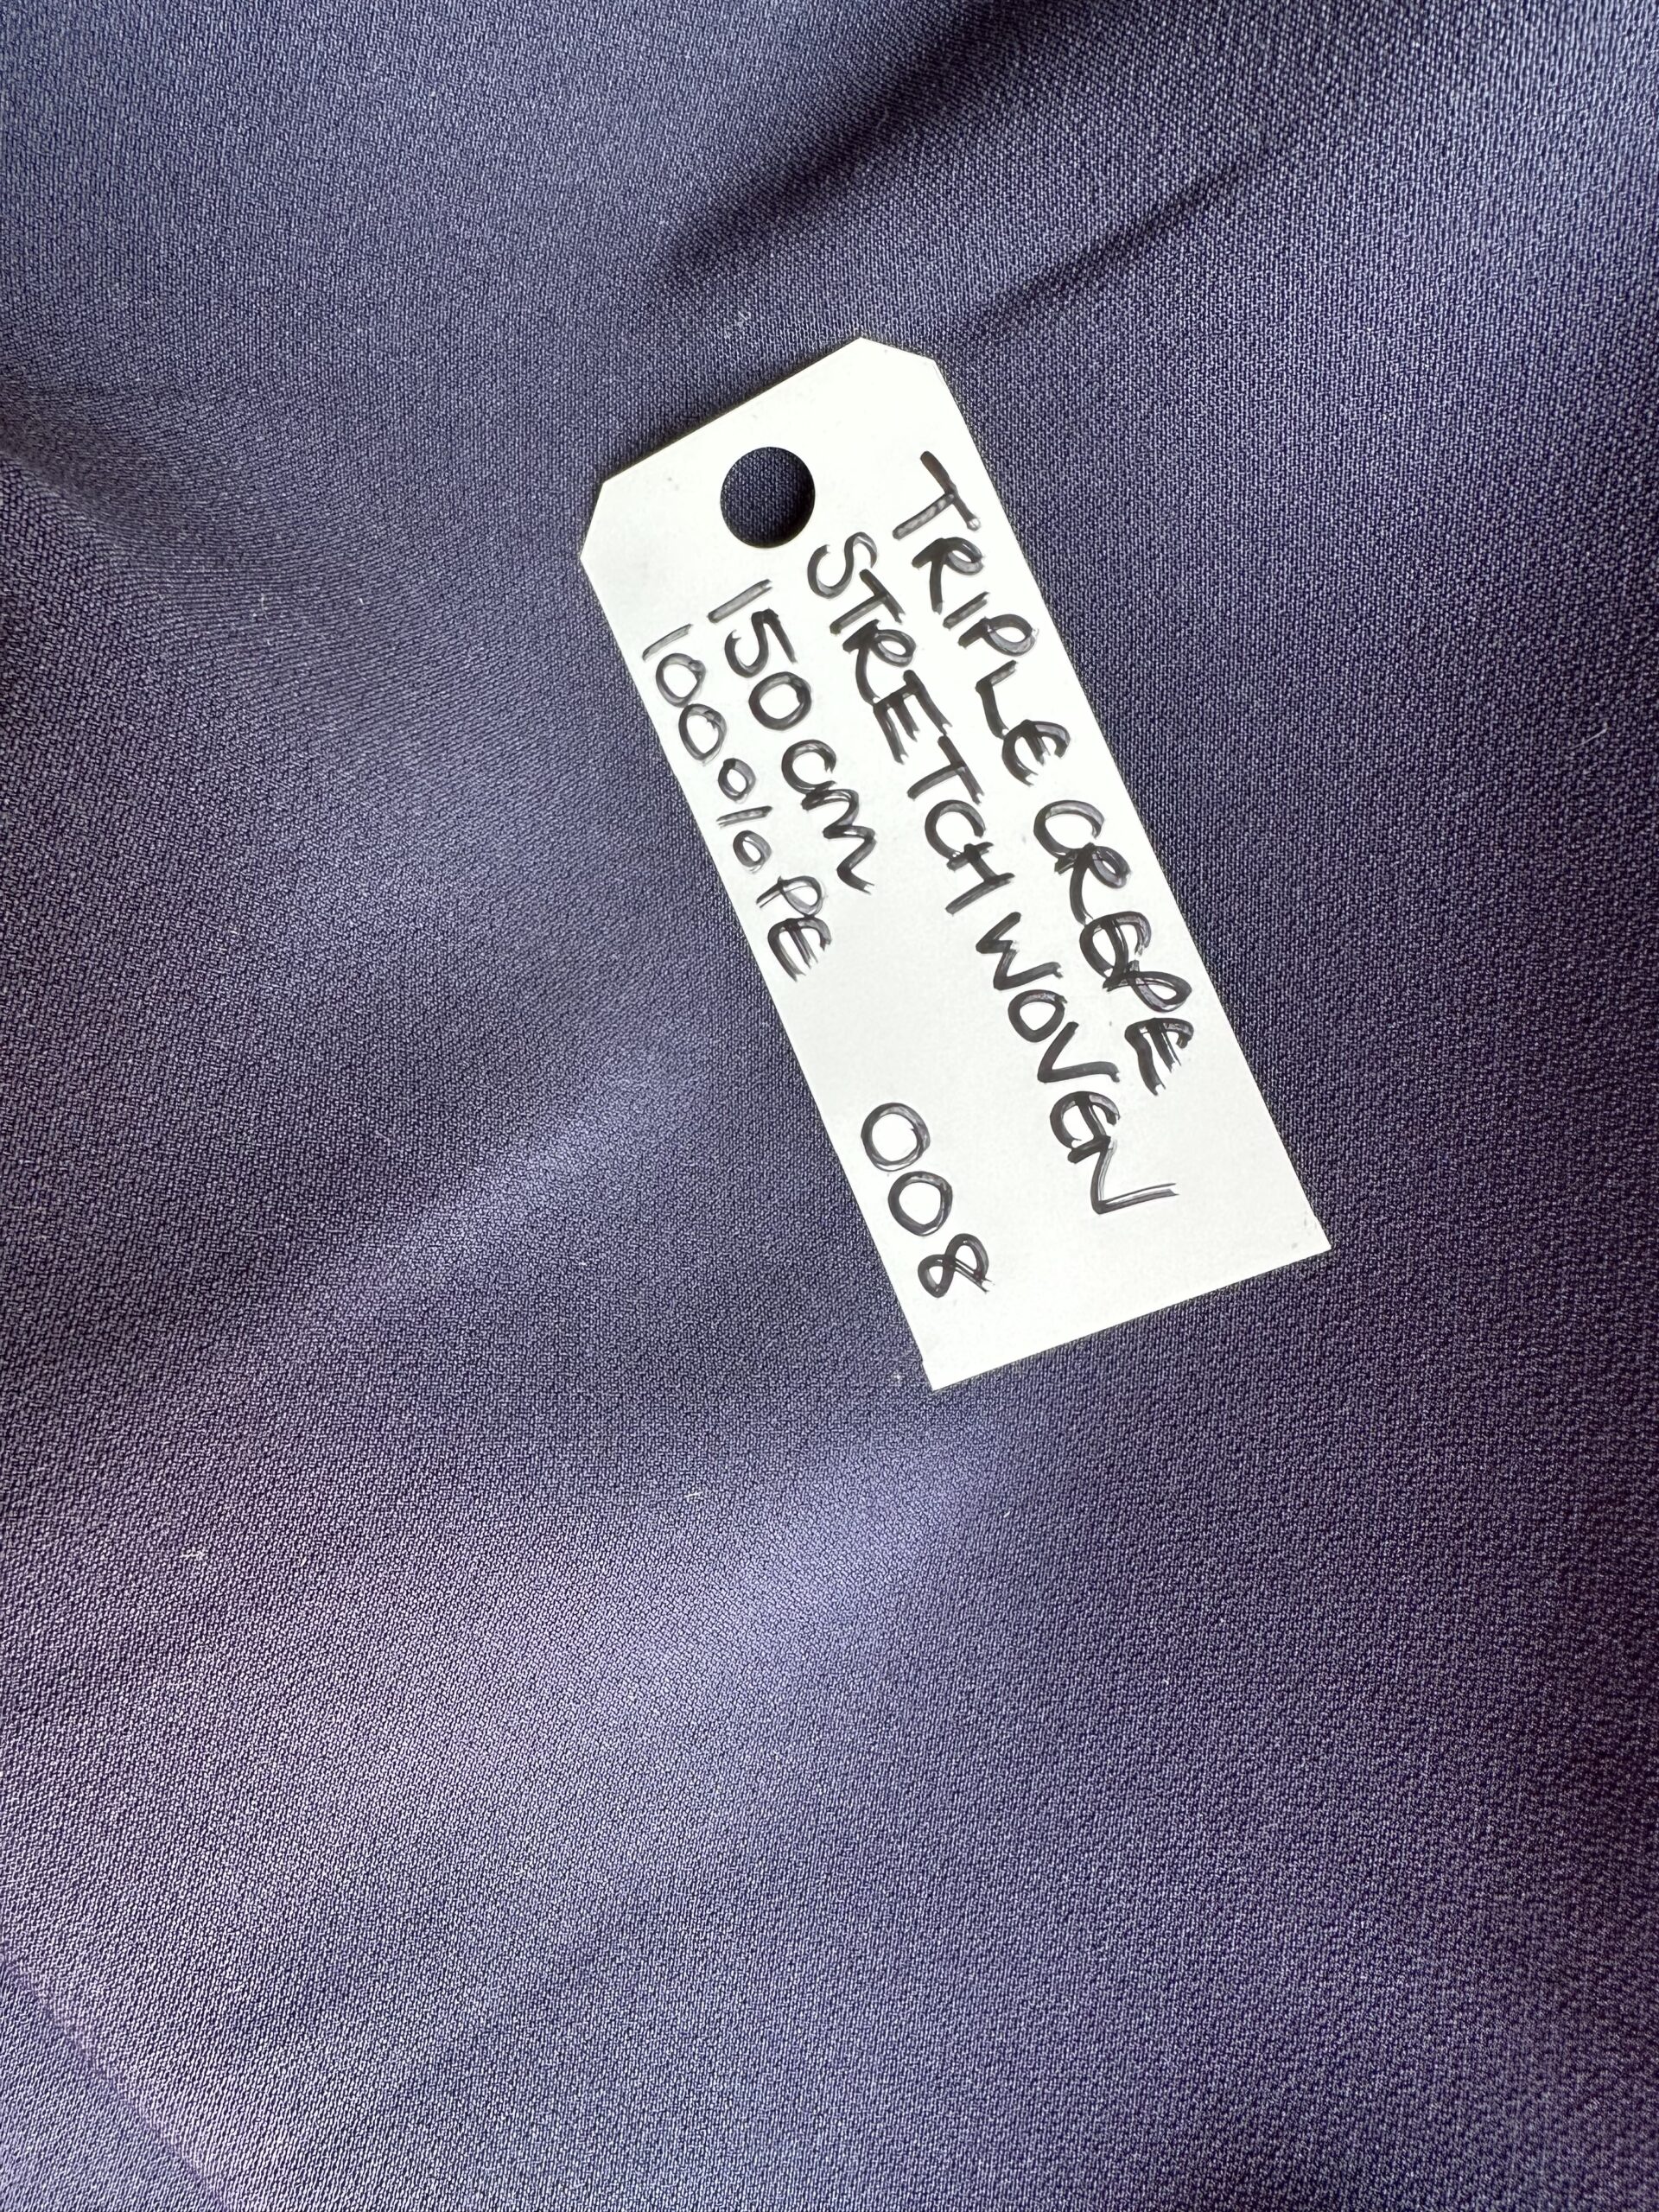 TRIPLE CREPE
STRETCH WOVEN
150cm
100% PE
008